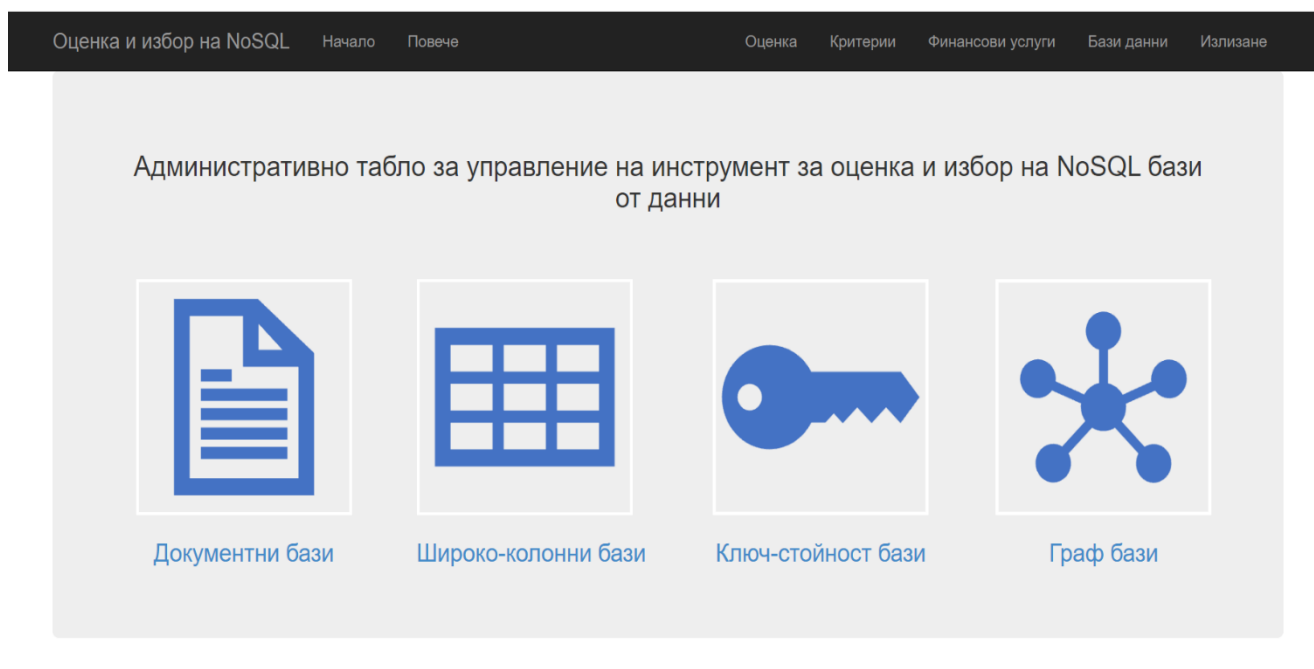 Оценка и избор на NoSQL Начало Повече Оценка Критерии Финансови услуги Бази данни Излизане
Административно табло за управление на инструмент за оценка и избор на NoSQL бази
от данни
Документни бази Широко-колонни бази Ключ-стойност бази Граф бази